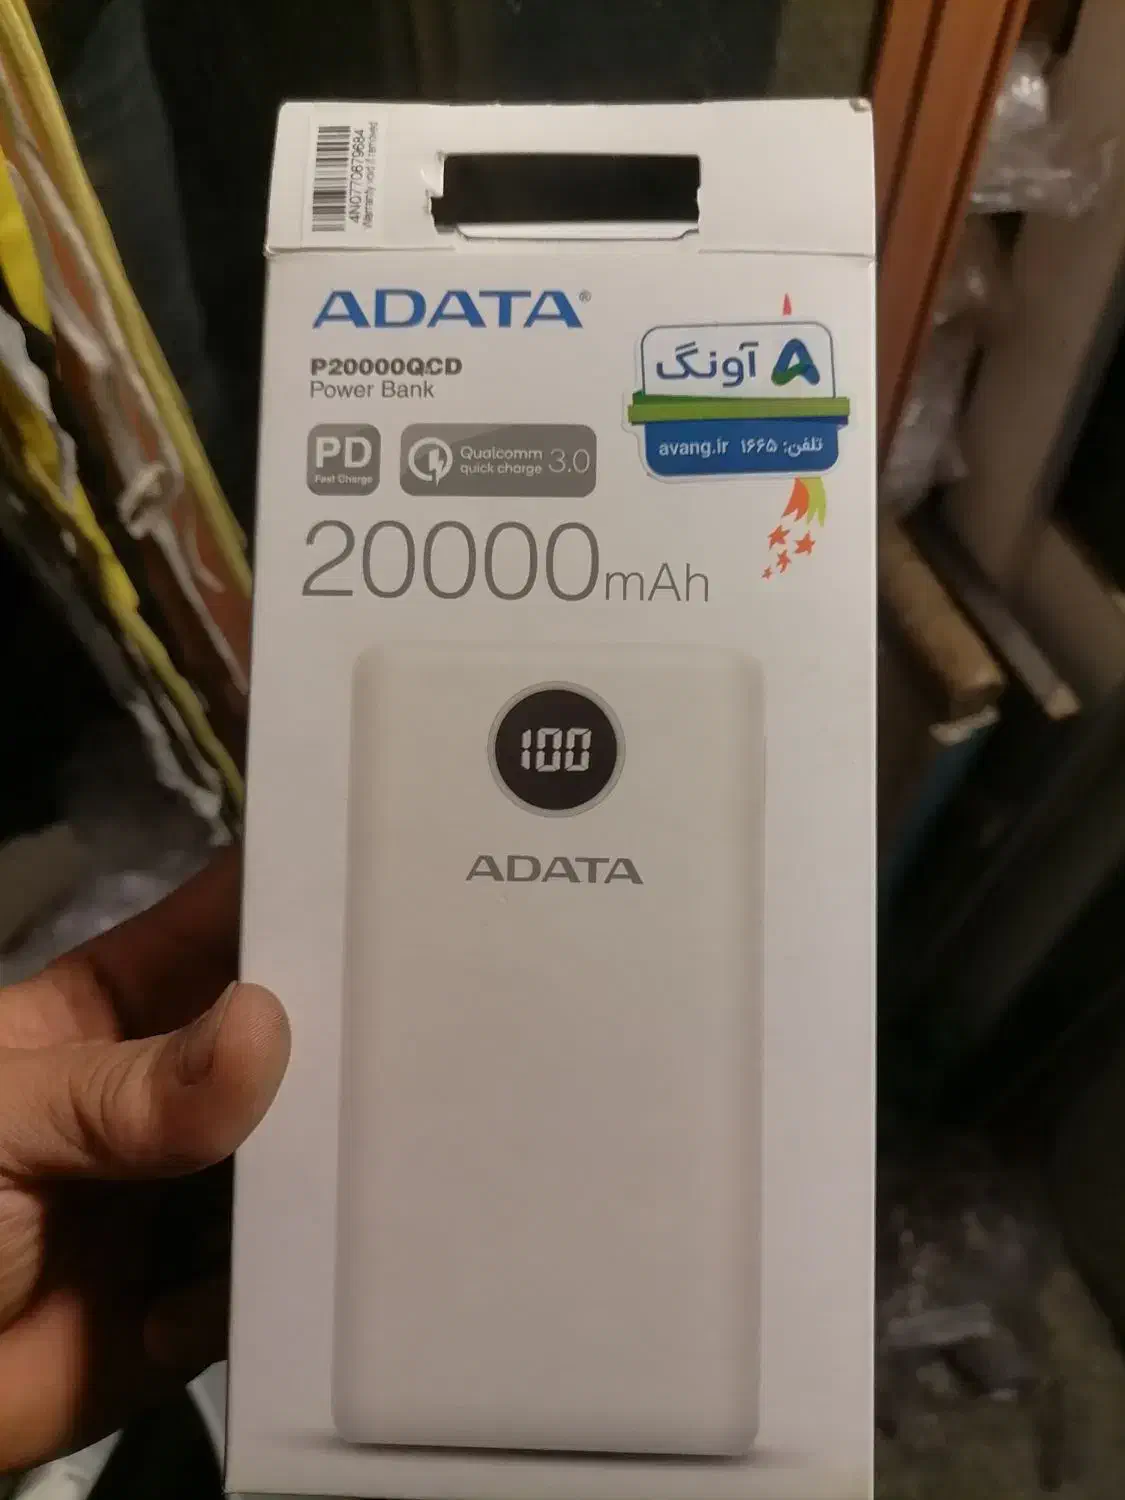 4N0770679684
Warranty void if removed
ADATA®
P20000QCD
Power Bank
PD
Fast Charge
Qualcomm
quick charge 3.0
آونگ
تلفن: ۱۶۶۵ avang.ir
20000mAh
100
ADATA